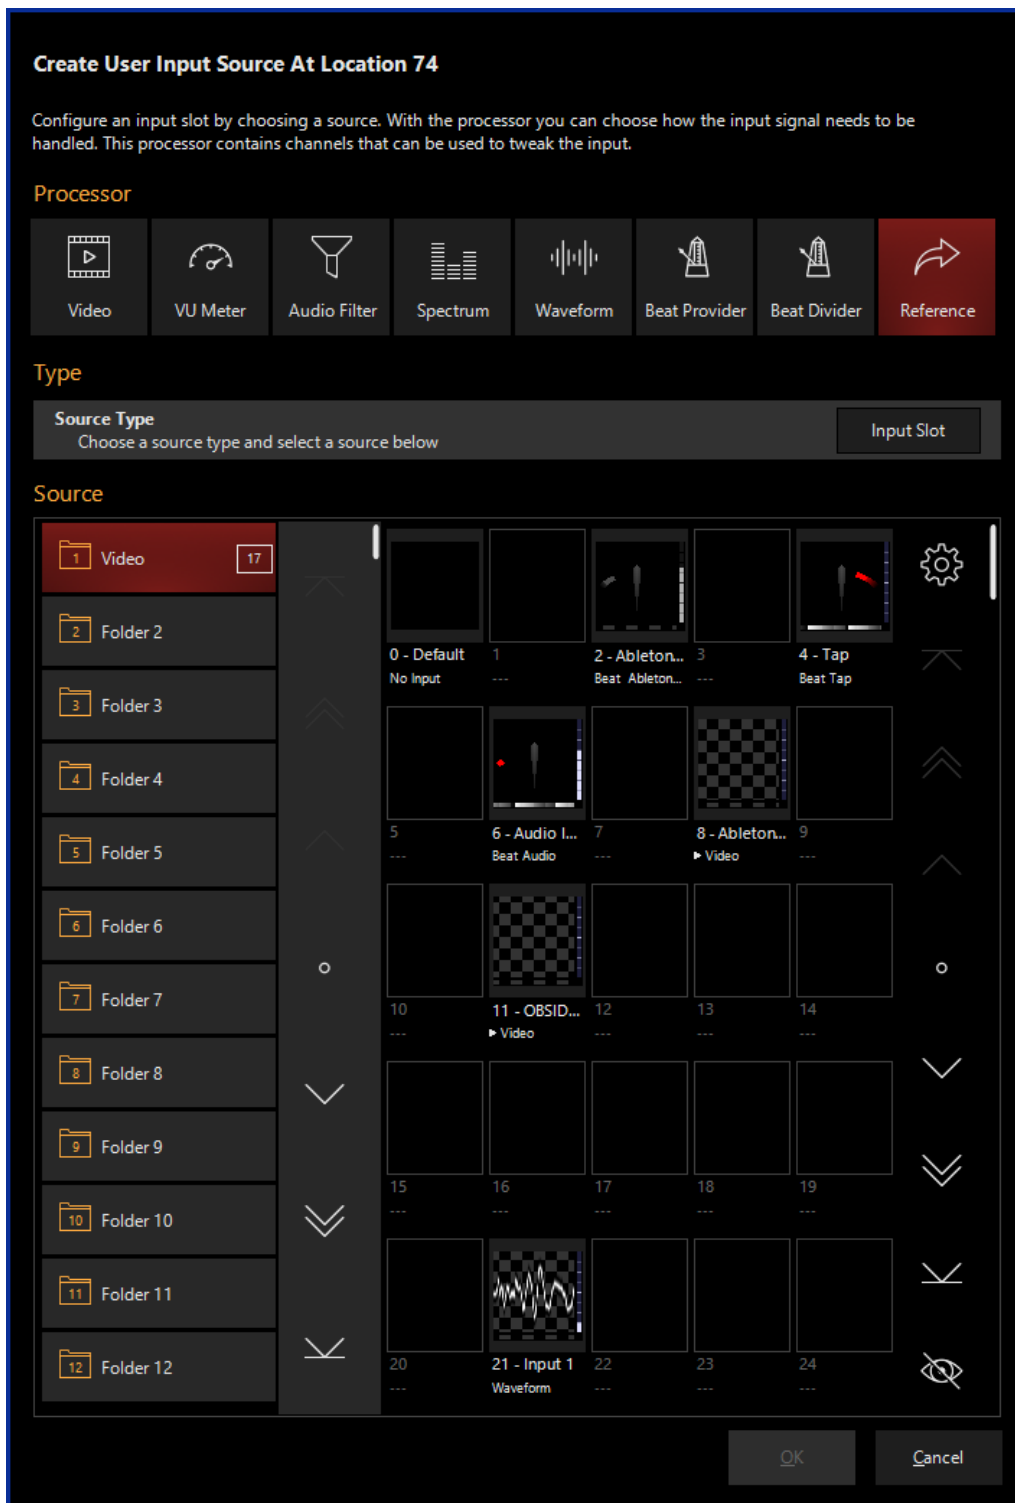 Create User Input Source At Location 74
Configure an input slot by choosing a source. With the processor you can choose how the input signal needs to be
handled. This processor contains channels that can be used to tweak the input.
Processor
Video VU Meter Audio Filter Spectrum Waveform Beat Provider Beat Divider Reference
Type
Source Type
Choose a source type and select a source below
Input Slot
Source
1 Video 17
2 Folder 2
3 Folder 3
4 Folder 4
5 Folder 5
6 Folder 6
7 Folder 7
8 Folder 8
9 Folder 9
10 Folder 10
11 Folder 11
12 Folder 12
0 - Default 1 2 - Ableton... 3 4 - Tap
No Input --- Beat Ableton... --- Beat Tap
5 6 - Audio I... 7 8 - Ableton... 9
--- Beat Audio --- Video ---
10 11 - OBSID... 12 13 14
--- Video --- --- ---
15 16 17 18 19
--- --- --- --- ---
20 21 - Input 1 22 23 24
--- Waveform --- --- ---
OK Cancel